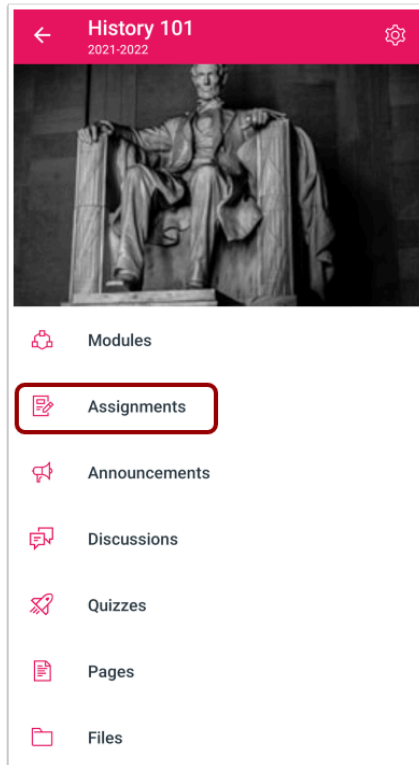 History 101
2021-2022
Modules
Assignments
Announcements
Discussions
Quizzes
Pages
Files